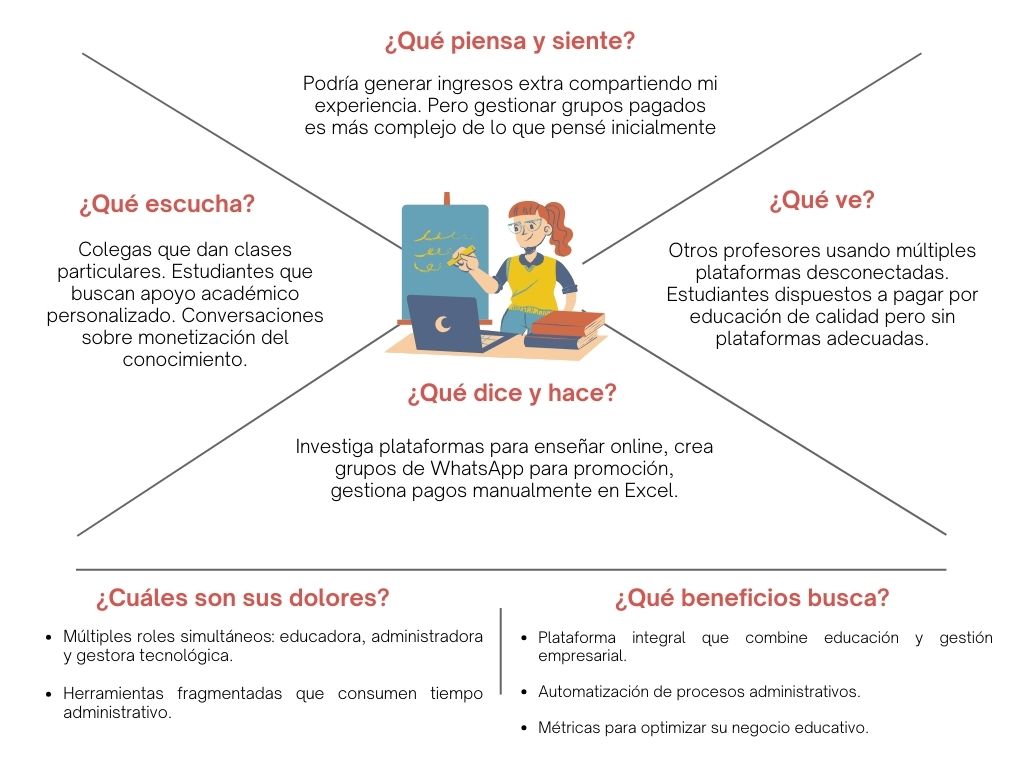 ¿Qué piensa y siente?
Podría generar ingresos extra compartiendo mi
experiencia. Pero gestionar grupos pagados
es más complejo de lo que pensé inicialmente
¿Qué escucha?
Colegas que dan clases
particulares. Estudiantes que
buscan apoyo académico
personalizado. Conversaciones
sobre monetización del
conocimiento.
¿Qué ve?
Otros profesores usando múltiples
plataformas desconectadas.
Estudiantes dispuestos a pagar por
educación de calidad pero sin
plataformas adecuadas.
¿Qué dice y hace?
Investiga plataformas para enseñar online, crea
grupos de WhatsApp para promoción,
gestiona pagos manualmente en Excel.
¿Cuáles son sus dolores?
• Múltiples roles simultáneos: educadora, administradora
y gestora tecnológica.
• Herramientas fragmentadas que consumen tiempo
administrativo.
¿Qué beneficios busca?
• Plataforma integral que combine educación y gestión
empresarial.
• Automatización de procesos administrativos.
• Métricas para optimizar su negocio educativo.